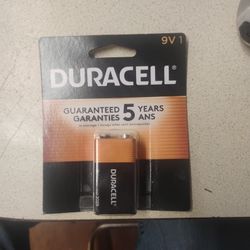 9V 1
DURACELL
GUARANTEED 5 YEARS
GARANTIES ANS
DURACELL